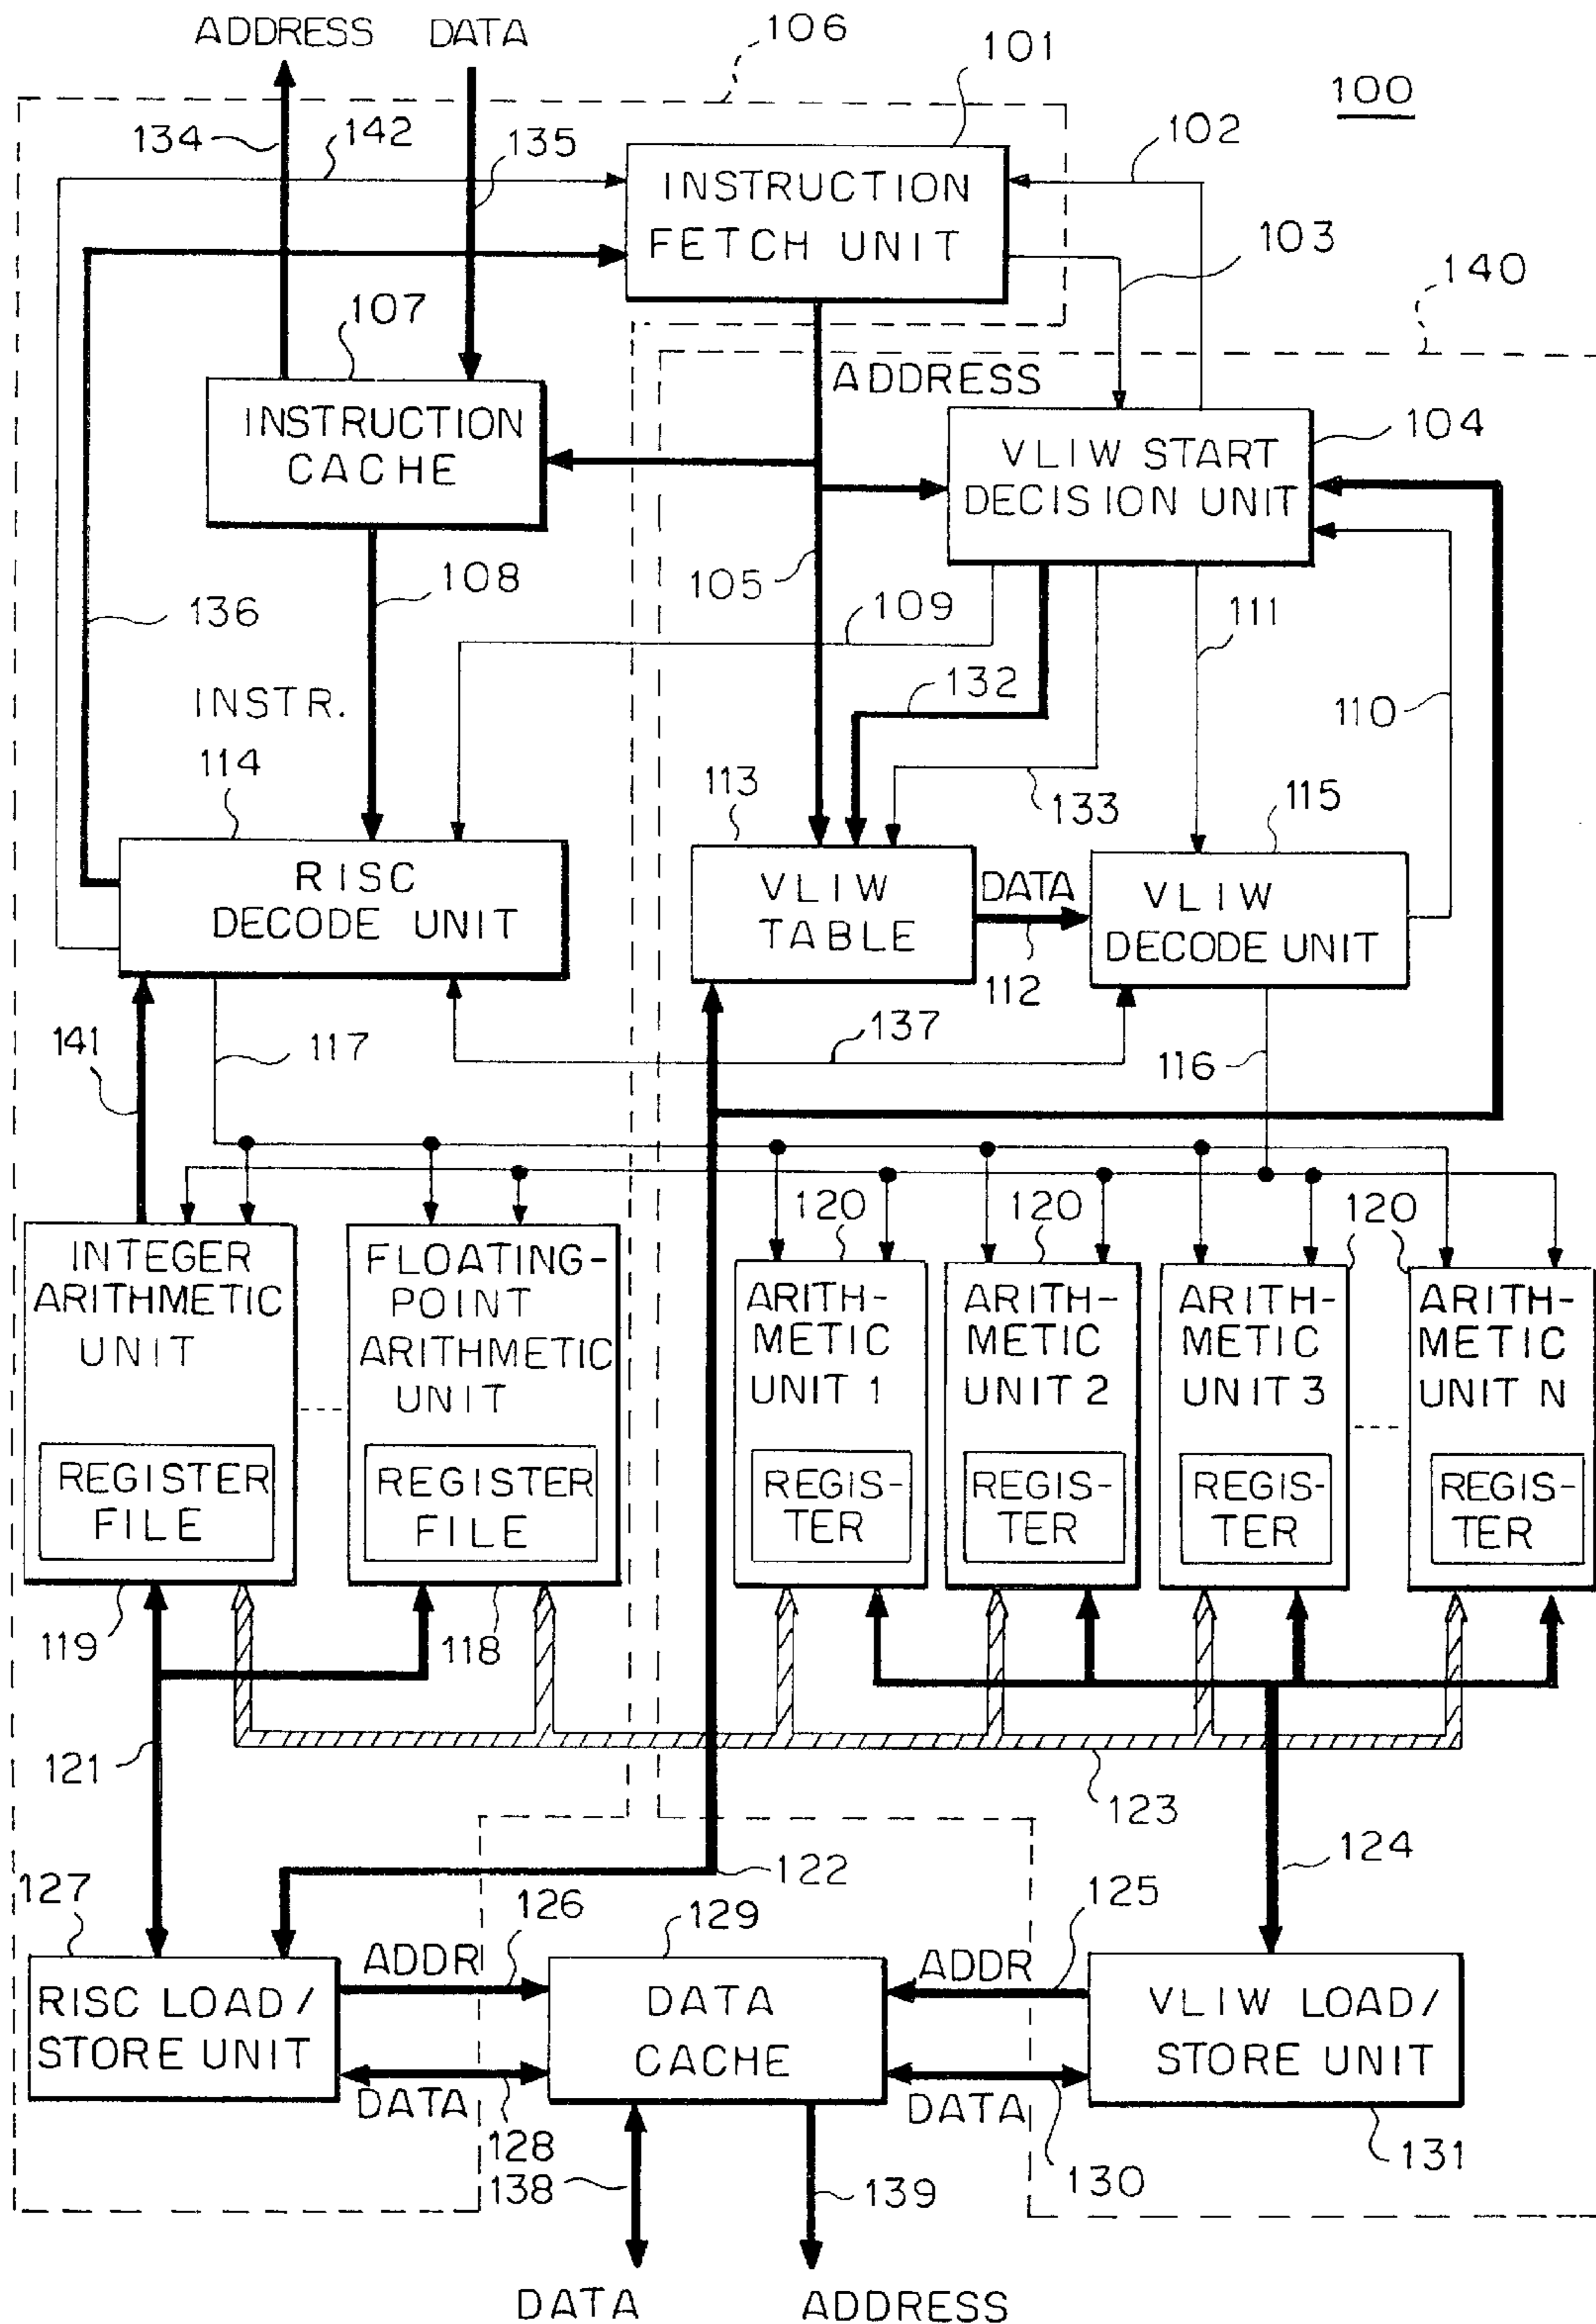 ADDRESS DATA 106 101
100
134 142 135 102
INSTRUCTION
FETCH UNIT
103
140
107
ADDRESS
INSTRUCTION
CACHE
VLIW START
DECISION UNIT
104
105
108
109
111
136
132
110
INSTR.
114
113
133
115
RISC
DECODE UNIT
VLIW
TABLE
DATA
112
VLIW
DECODE UNIT
141
117
137
116
120 120 120 120
INTEGER
ARITHMETIC
UNIT
REGISTER
FILE
FLOATING-
POINT
ARITHMETIC
UNIT
REGISTER
FILE
ARITH-
METIC
UNIT 1
REGIS-
TER
ARITH-
METIC
UNIT 2
REGIS-
TER
ARITH-
METIC
UNIT 3
REGIS-
TER
ARITH-
METIC
UNIT N
REGIS-
TER
119
118
121
123
122
124
127
126
129
125
RISC LOAD/
STORE UNIT
ADDR
DATA
128
DATA
CACHE
ADDR
DATA
130
VLIW LOAD/
STORE UNIT
131
138
139
DATA
ADDRESS